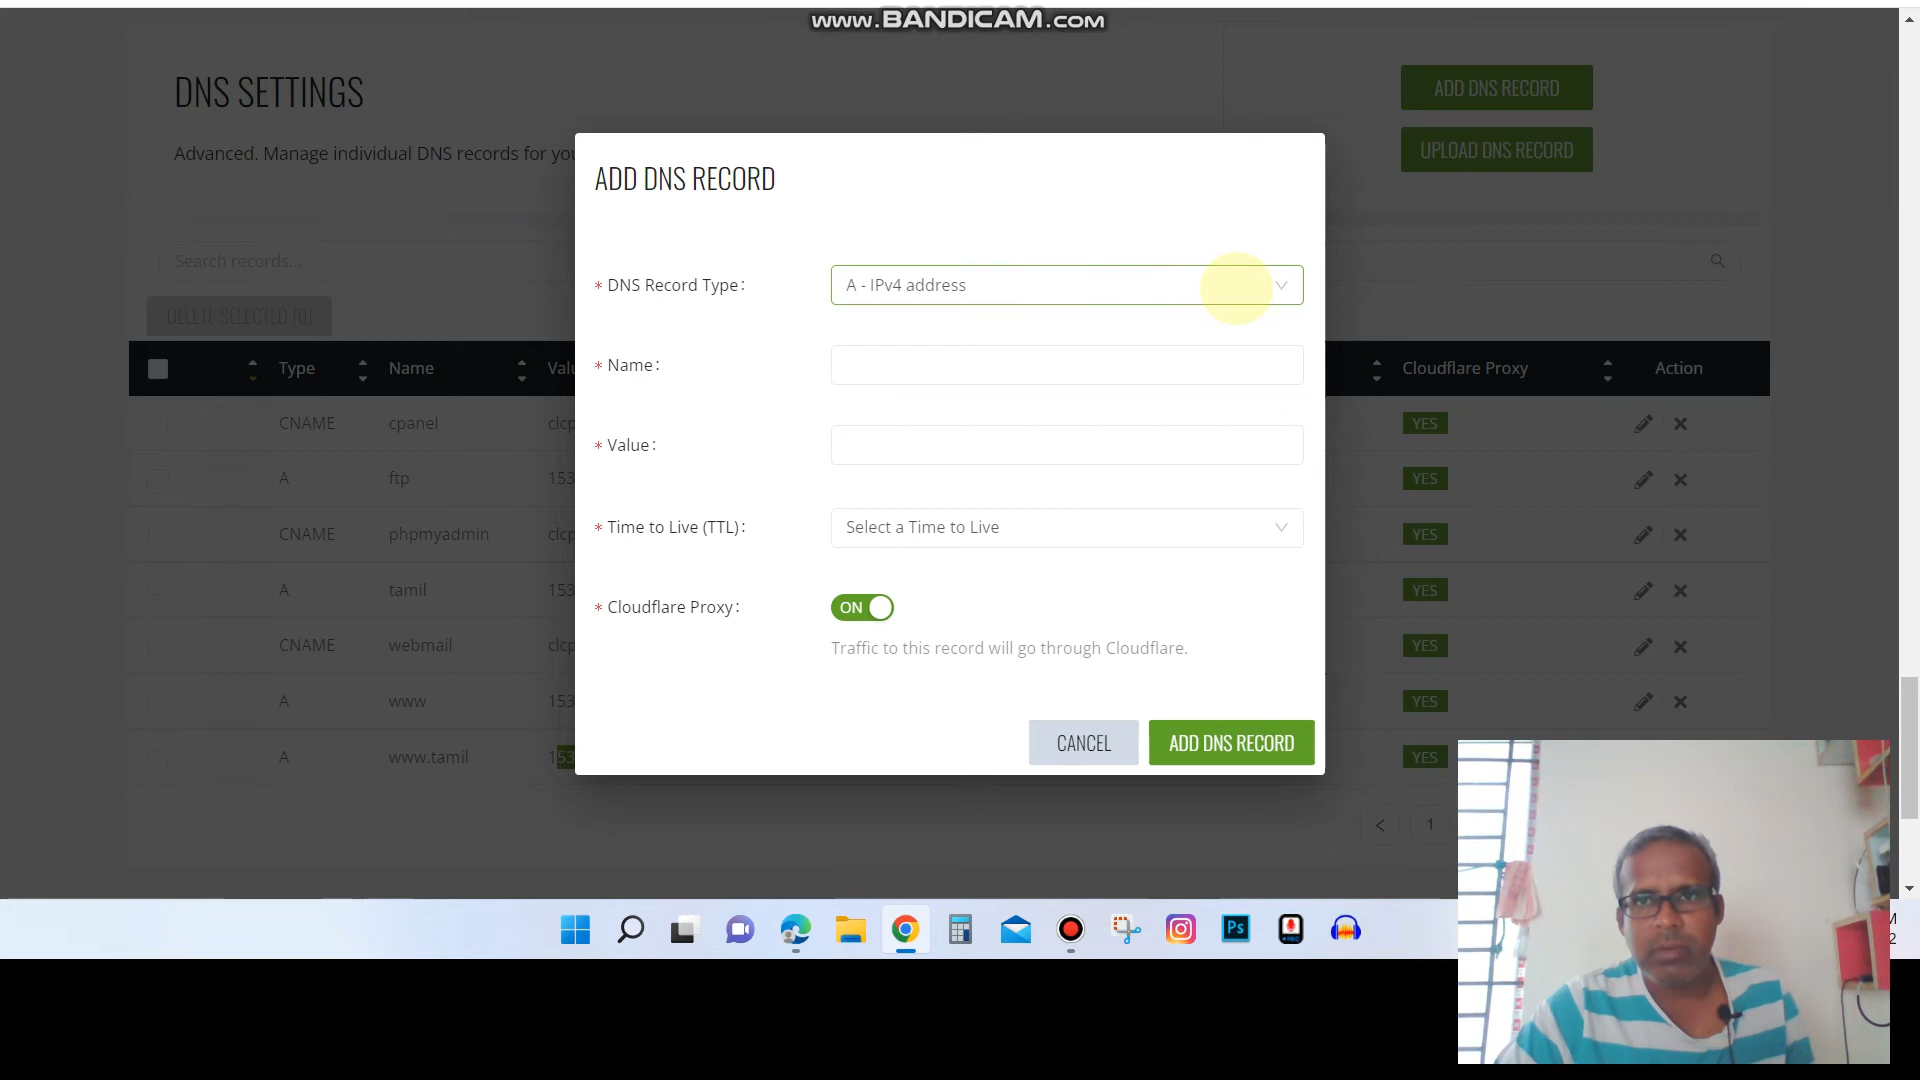 www.BANDICAM.com
DNS SETTINGS
ADD DNS RECORD
UPLOAD DNS RECORD
Advanced. Manage individual DNS records for you
ADD DNS RECORD
Search records...
* DNS Record Type:
A - IPv4 address
DELETE SELECTED (0)
Type Name Valu Cloudflare Proxy Action
* Name:
CNAME cpanel clcp YES
* Value:
A ftp 153 YES
* Time to Live (TTL):
Select a Time to Live
CNAME phpmyadmin clcp YES
A tamil 153 YES
* Cloudflare Proxy:
ON
Traffic to this record will go through Cloudflare.
CNAME webmail clcp YES
A www 153 YES
CANCEL
ADD DNS RECORD
A www.tamil 153 YES
< 1
Ps
REC
M
2